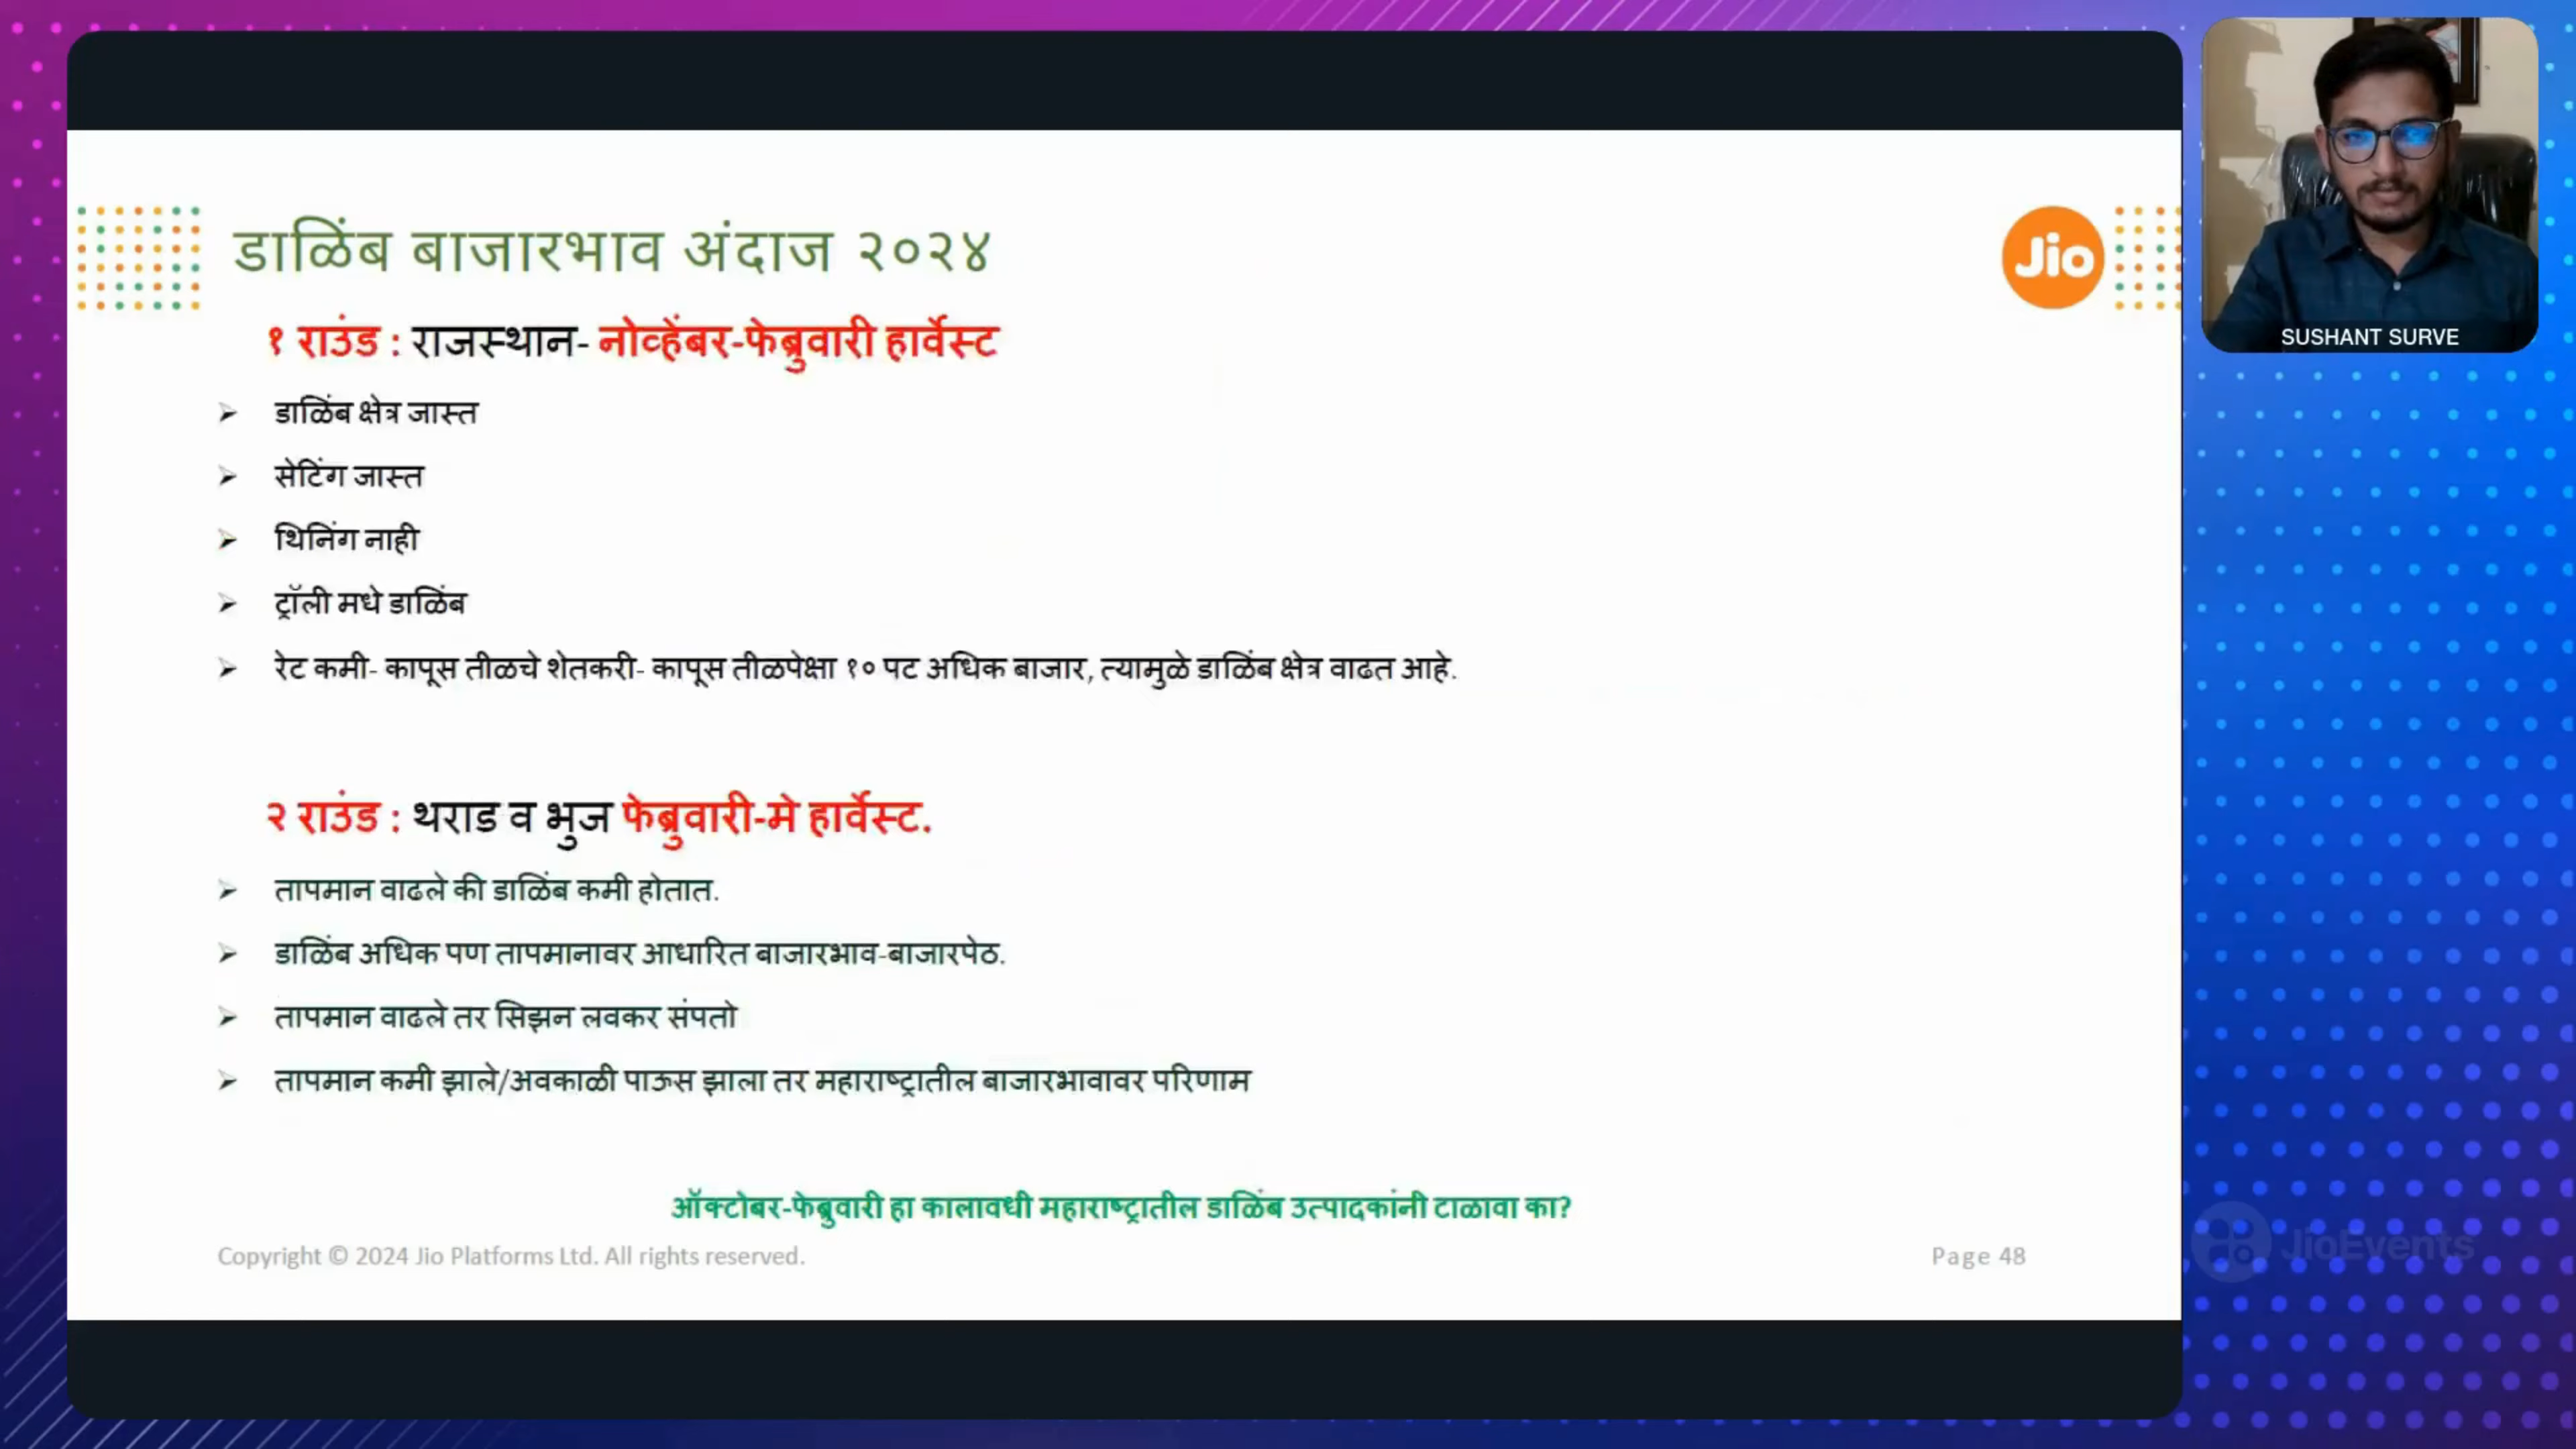 डाळिंब बाजारभाव अंदाज २०२४
Jio
१ राउंड : राजस्थान- नोव्हेंबर-फेब्रुवारी हार्वेस्ट
डाळिंब क्षेत्र जास्त
सेटिंग जास्त
थिनिंग नाही
ट्रॉली मधे डाळिंब
रेट कमी- कापूस तीळचे शेतकरी- कापूस तीळपेक्षा १० पट अधिक बाजार, त्यामुळे डाळिंब क्षेत्र वाढत आहे.
२ राउंड : थराड व भुज फेब्रुवारी-मे हार्वेस्ट.
तापमान वाढले की डाळिंब कमी होतात.
डाळिंब अधिक पण तापमानावर आधारित बाजारभाव-बाजारपेठ.
तापमान वाढले तर सिझन लवकर संपतो
तापमान कमी झाले/अवकाळी पाऊस झाला तर महाराष्ट्रातील बाजारभावावर परिणाम
ऑक्टोबर-फेब्रुवारी हा कालावधी महाराष्ट्रातील डाळिंब उत्पादकांनी टाळावा का?
Copyright © 2024 Jio Platforms Ltd. All rights reserved.
Page 48
SUSHANT SURVE
JioEvents